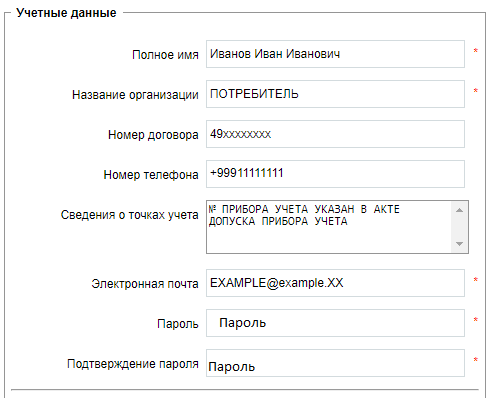 Учетные данные
Полное имя Иванов Иван Иванович *
Название организации ПОТРЕБИТЕЛЬ *
Номер договора 49xxxxxxxx
Номер телефона +99911111111
Сведения о точках учета № ПРИБОРА УЧЕТА УКАЗАН В АКТЕ
ДОПУСКА ПРИБОРА УЧЕТА
Электронная почта EXAMPLE@example.XX *
Пароль Пароль *
Подтверждение пароля Пароль *